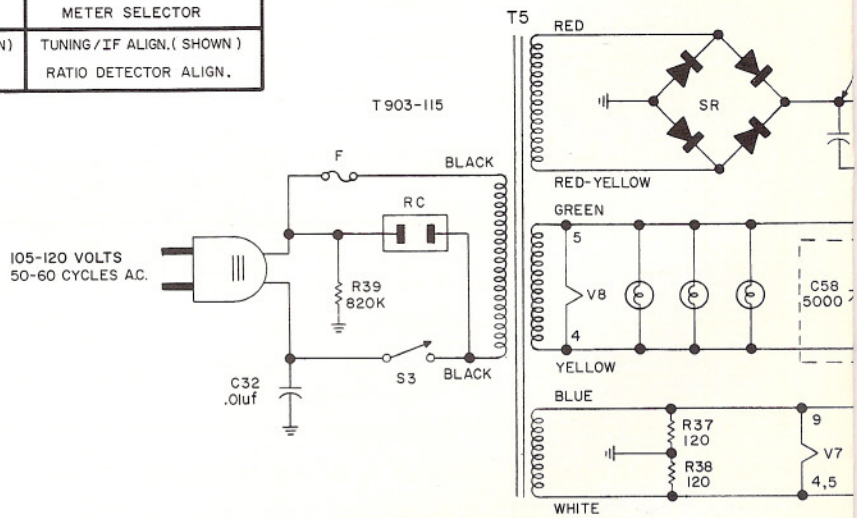 METER SELECTOR
N)
TUNING/IF ALIGN.( SHOWN )
RATIO DETECTOR ALIGN.
T5
RED
T903-115
SR
F
BLACK
RED-YELLOW
GREEN
RC
5
105-120 VOLTS
50-60 CYCLES A.C.
R39
820K
V8
C58
5000
4
S3
BLACK
YELLOW
C32
.01uf
BLUE
9
R37
120
V7
R38
120
4,5
WHITE